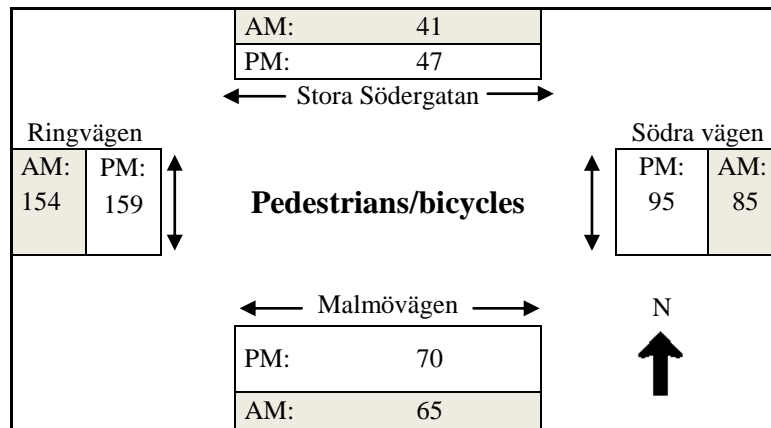 AM: 41
PM: 47
Stora Södergatan
Ringvägen
Södra vägen
AM: PM:
154 159
Pedestrians/bicycles
PM: AM:
95 85
Malmövägen
N
PM: 70
AM: 65